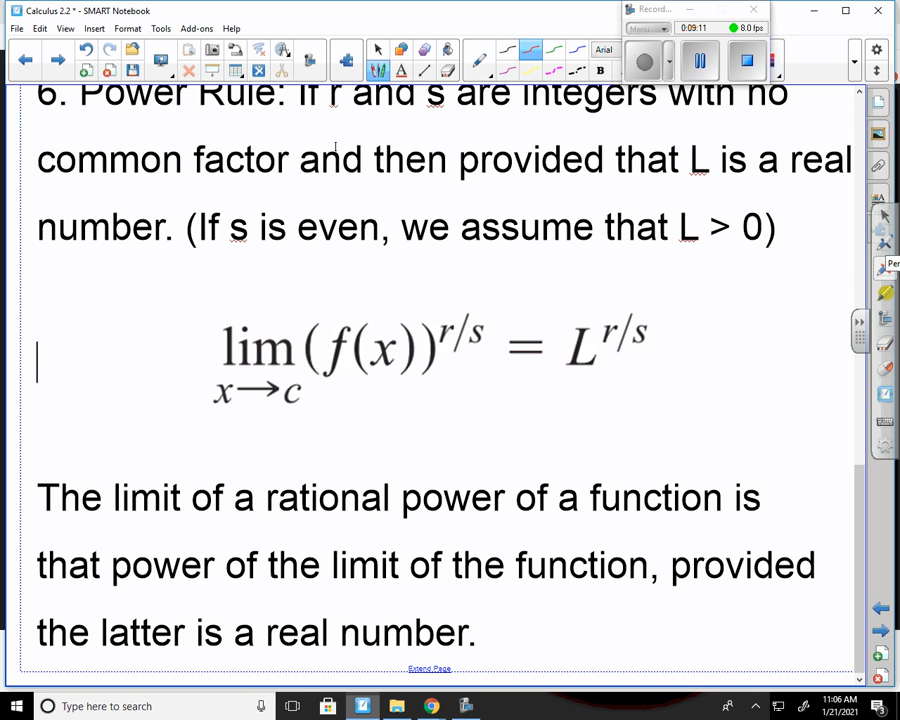 Calculus 2.2 * - SMART Notebook
Record...
File Edit View Insert Format Tools Add-ons Help
Menu
0:09:11
8.0 fps
Arial
B
6. Power Rule: If r and s are integers with no
common factor and then provided that L is a real
number. (If s is even, we assume that L > 0)
Per
lim (f(x))^{r/s} = L^{r/s}
x→c
The limit of a rational power of a function is
that power of the limit of the function, provided
the latter is a real number.
Extend Page
Type here to search
11:06 AM
1/21/2021
3